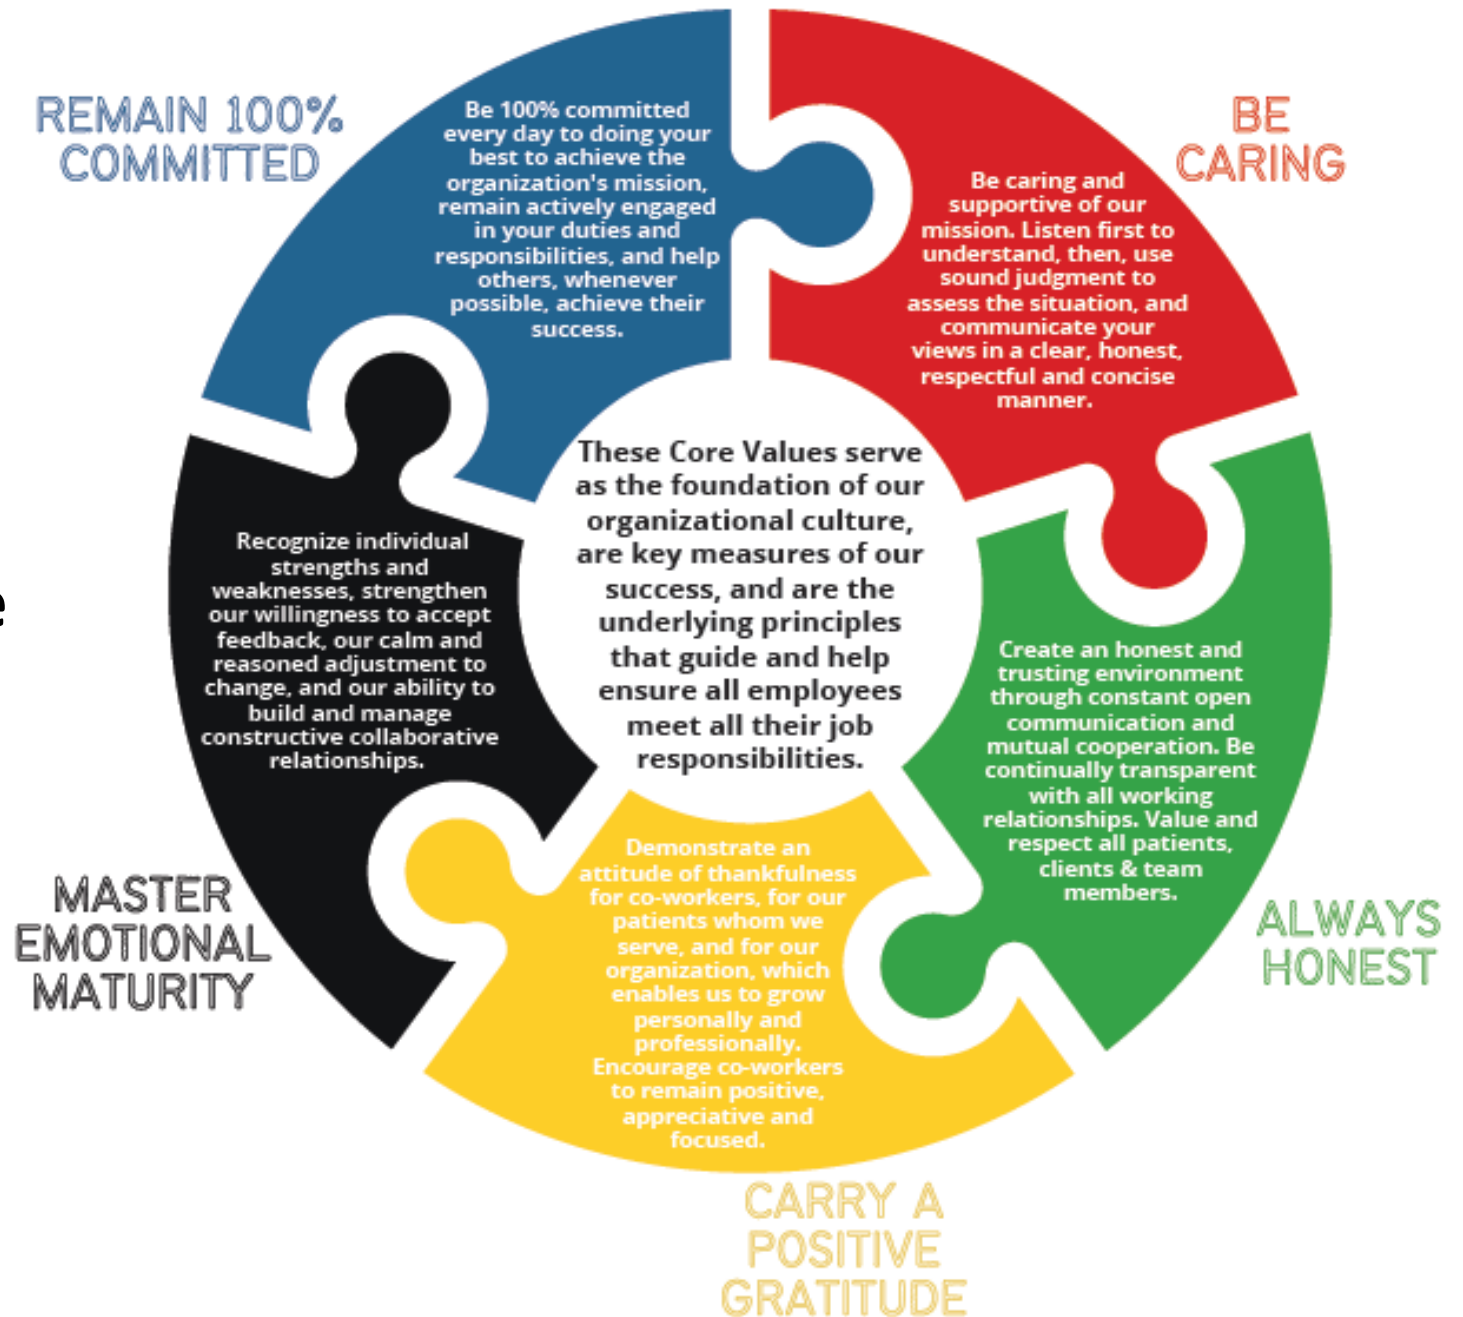 REMAIN 100%
COMMITTED
Be 100% committed
every day to doing your
best to achieve the
organization's mission,
remain actively engaged
in your duties and
responsibilities, and help
others, whenever
possible, achieve their
success.
BE
CARING
Be caring and
supportive of our
mission. Listen first to
understand, then, use
sound judgment to
assess the situation, and
communicate your
views in a clear, honest,
respectful and concise
manner.
These Core Values serve
as the foundation of our
organizational culture,
are key measures of our
success, and are the
underlying principles
that guide and help
ensure all employees
meet all their job
responsibilities.
Recognize individual
strengths and
weaknesses, strengthen
our willingness to accept
feedback, our calm and
reasoned adjustment to
change, and our ability to
build and manage
constructive collaborative
relationships.
MASTER
EMOTIONAL
MATURITY
e
Create an honest and
trusting environment
through constant open
communication and
mutual cooperation. Be
continually transparent
with all working
relationships. Value and
respect all patients,
clients & team
members.
ALWAYS
HONEST
Demonstrate an
attitude of thankfulness
for co-workers, for our
patients whom we
serve, and for our
organization, which
enables us to grow
personally and
professionally.
Encourage co-workers
to remain positive,
appreciative and
focused.
CARRY A
POSITIVE
GRATITUDE